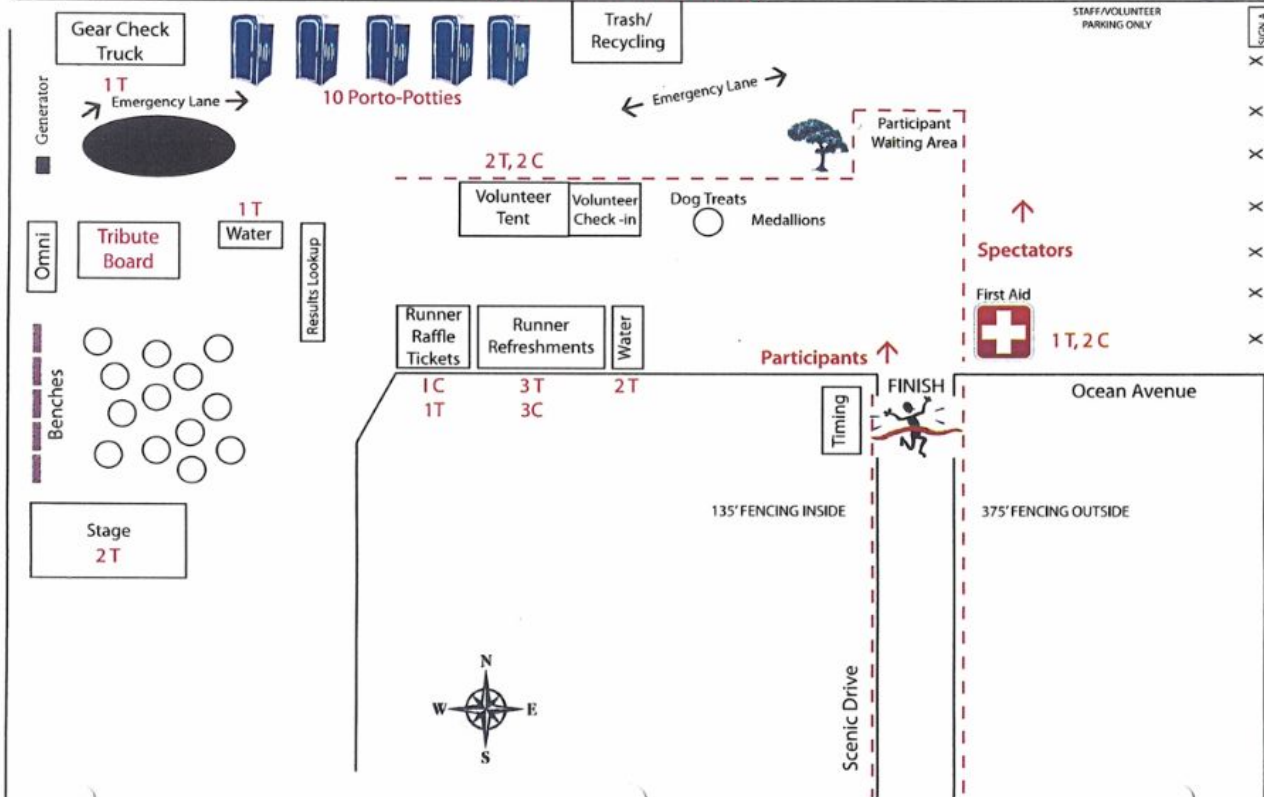 Gear Check
Truck
1 T
Emergency Lane
Generator
10 Porto-Potties
Trash/
Recycling
Emergency Lane
STAFF/VOLUNTEER
PARKING ONLY
SIGN A
X
X
X
X
X
X
Participant
Waiting Area
2 T, 2 C
Volunteer
Tent
Volunteer
Check -in
Dog Treats
Medallions
Spectators
First Aid
1 T, 2 C
Omni
Tribute
Board
1 T
Water
Results Lookup
Runner
Raffle
Tickets
1 C
1T
Runner
Refreshments
3 T
3C
Water
2T
Participants
FINISH
Timing
Ocean Avenue
Benches
Stage
2 T
135' FENCING INSIDE
375' FENCING OUTSIDE
Scenic Drive
N
W
E
S